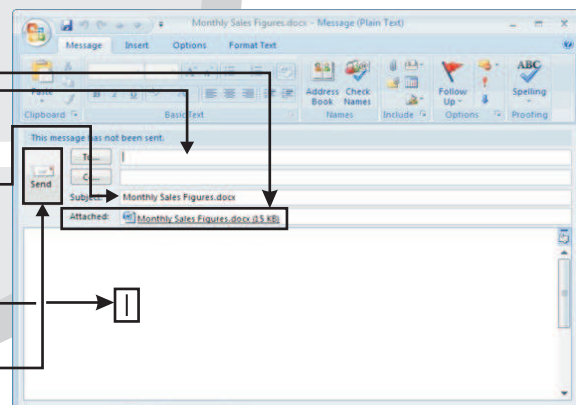 Monthly Sales Figures.docx - Message (Plain Text)
Message Insert Options Format Text
Paste
Address Book
Check Names
Follow Up
ABC
Spelling
Clipboard Basic Text Names Include Options Proofing
This message has not been sent.
To...
Send
Cc...
Subject: Monthly Sales Figures.docx
Attached: Monthly Sales Figures.docx (15 KB)